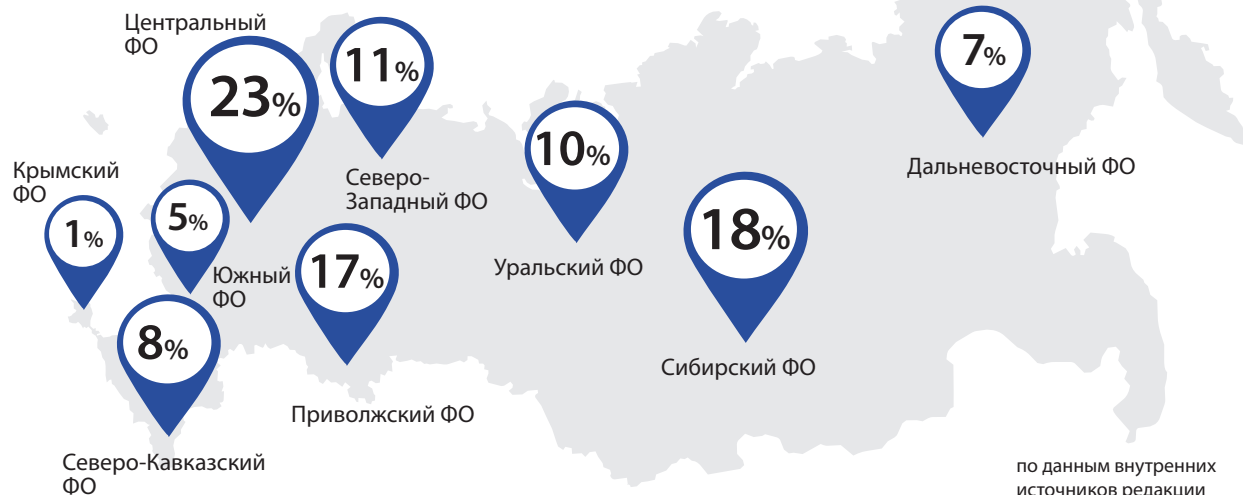 Центральный
ФО
23%
11%
Северо-
Западный ФО
7%
Дальневосточный ФО
10%
Уральский ФО
Крымский
ФО
1%
5%
Южный
ФО
17%
Приволжский ФО
18%
Сибирский ФО
8%
Северо-Кавказский
ФО
по данным внутренних
источников редакции